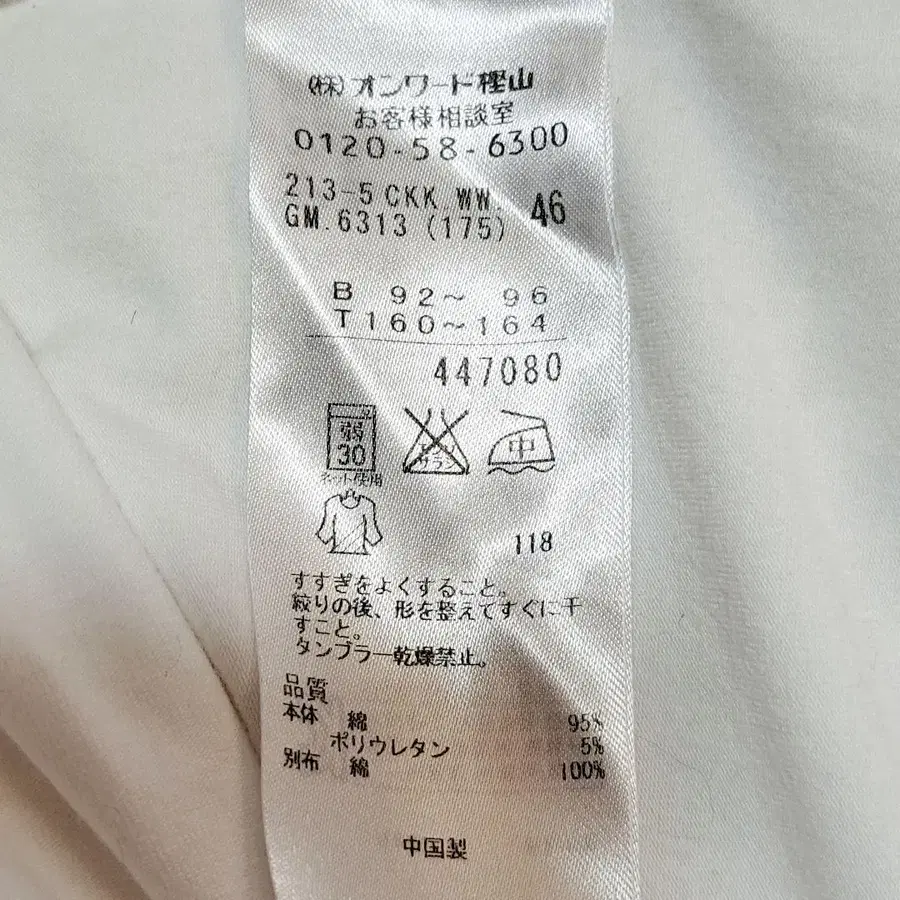 (株)オンワード樫山
お客様相談室
0120-58-6300
213-5 CKK WW.
GM.6313 (175) 46
B 92~ 96
T 160~164
447080
弱
30
ネット使用
中
118
すすぎをよくすること。
絞りの後、形を整えてすぐに干
すこと。
タンブラー乾燥禁止。
品質
本体 綿 95%
ポリウレタン 5%
別布 綿 100%
中国製